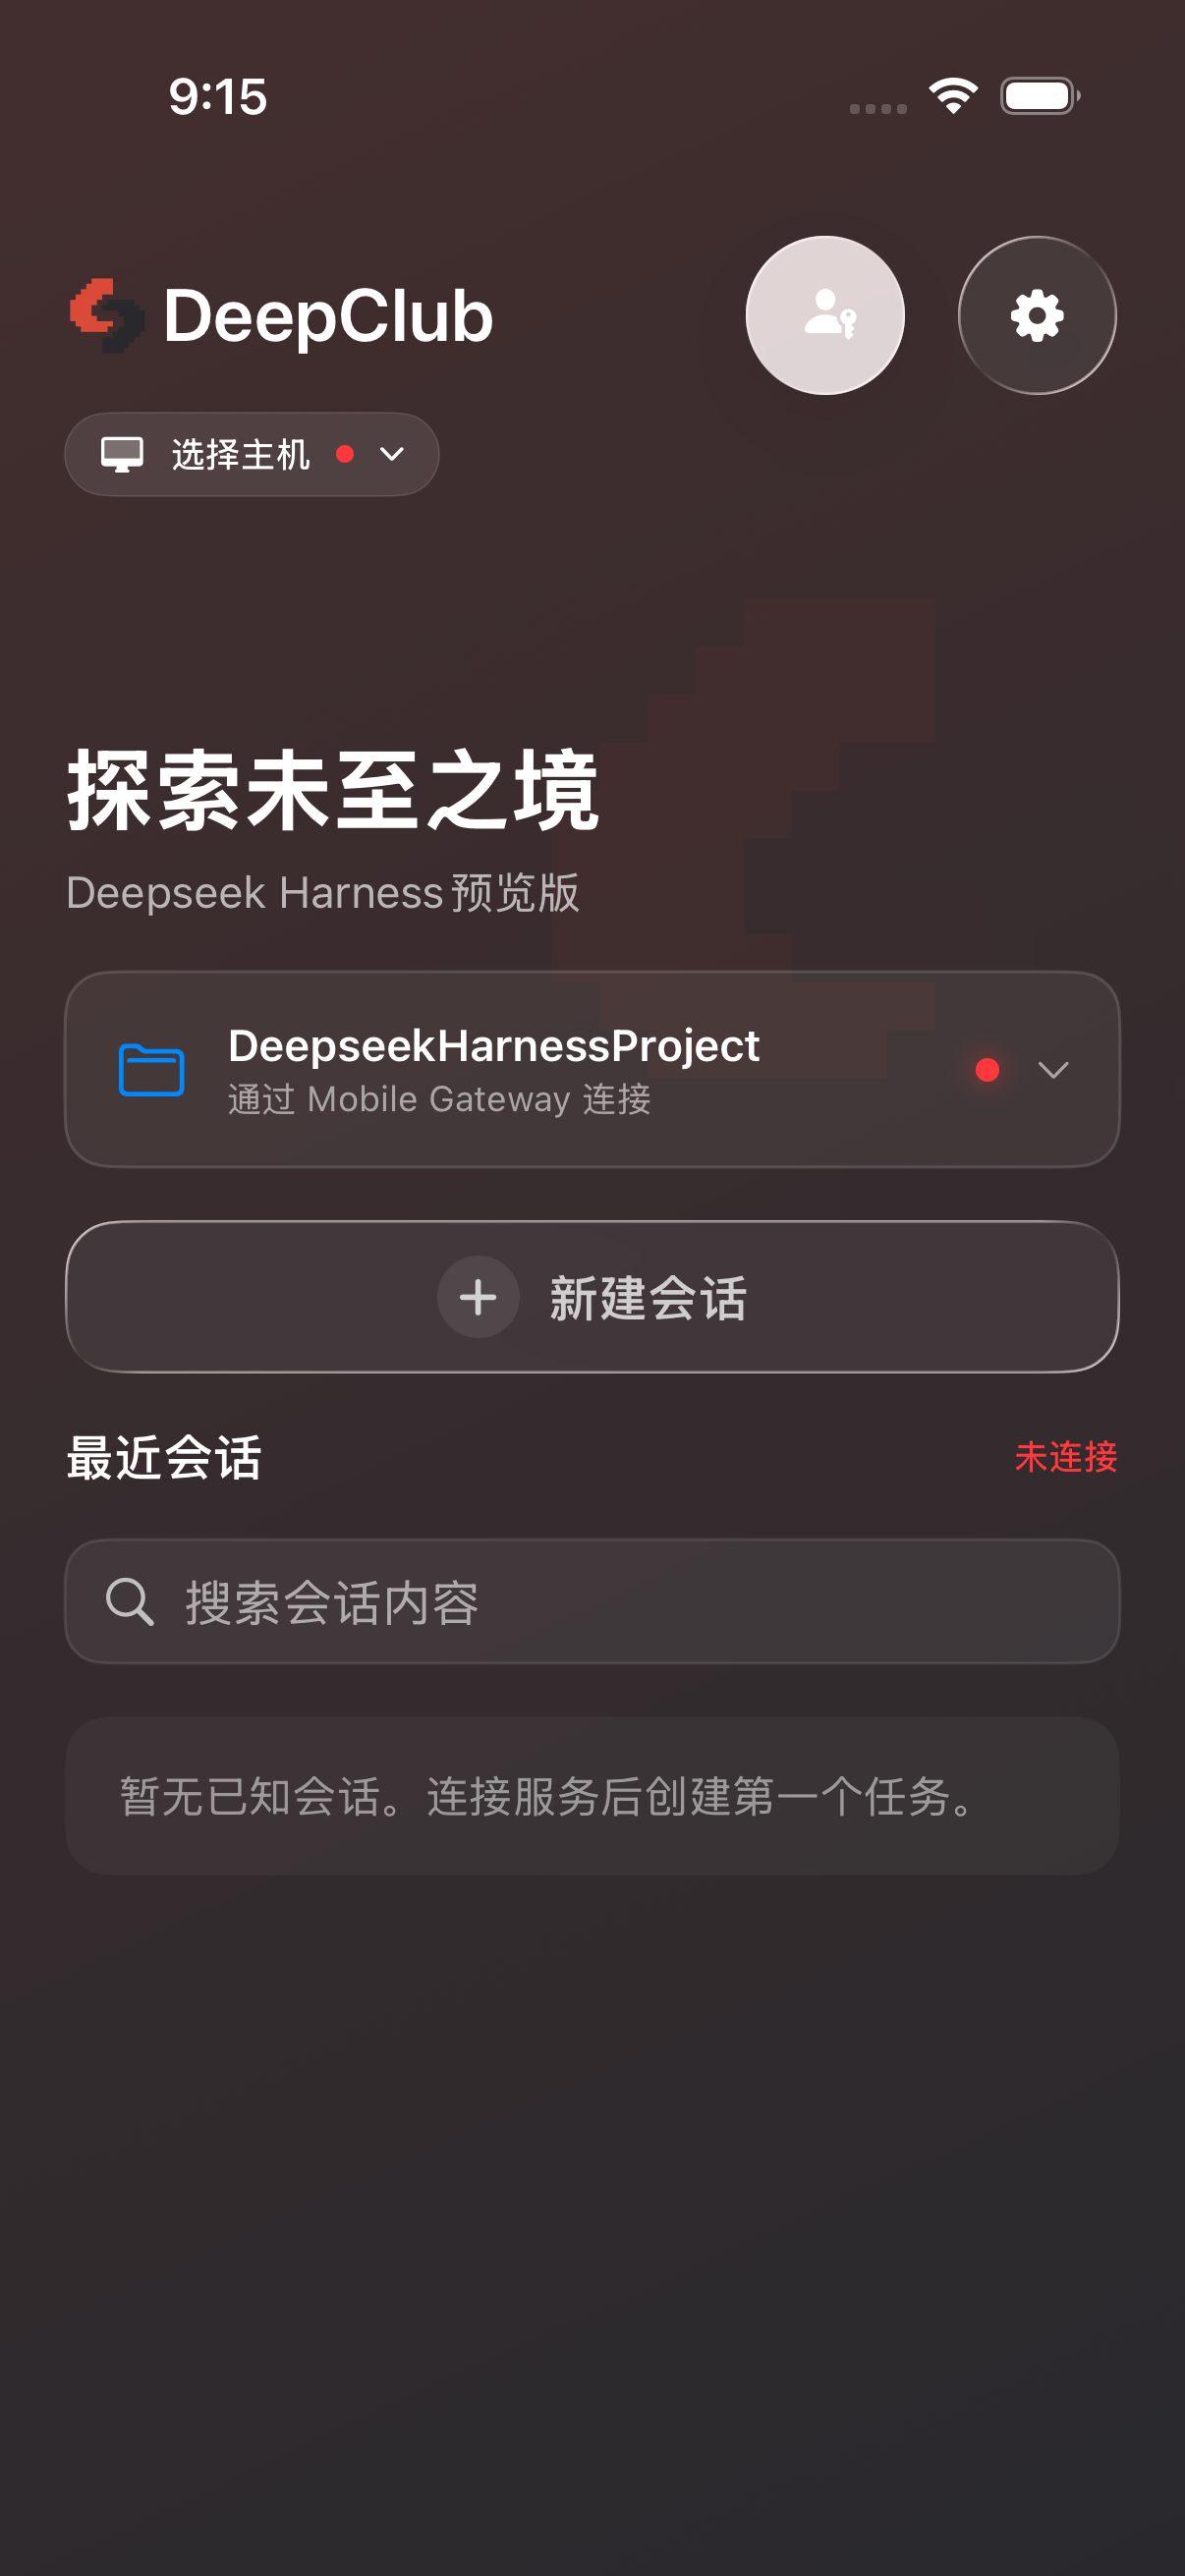 9:15
DeepClub
选择主机
探索未至之境
Deepseek Harness 预览版
DeepseekHarnessProject
通过 Mobile Gateway 连接
新建会话
最近会话
未连接
搜索会话内容
暂无已知会话。连接服务后创建第一个任务。